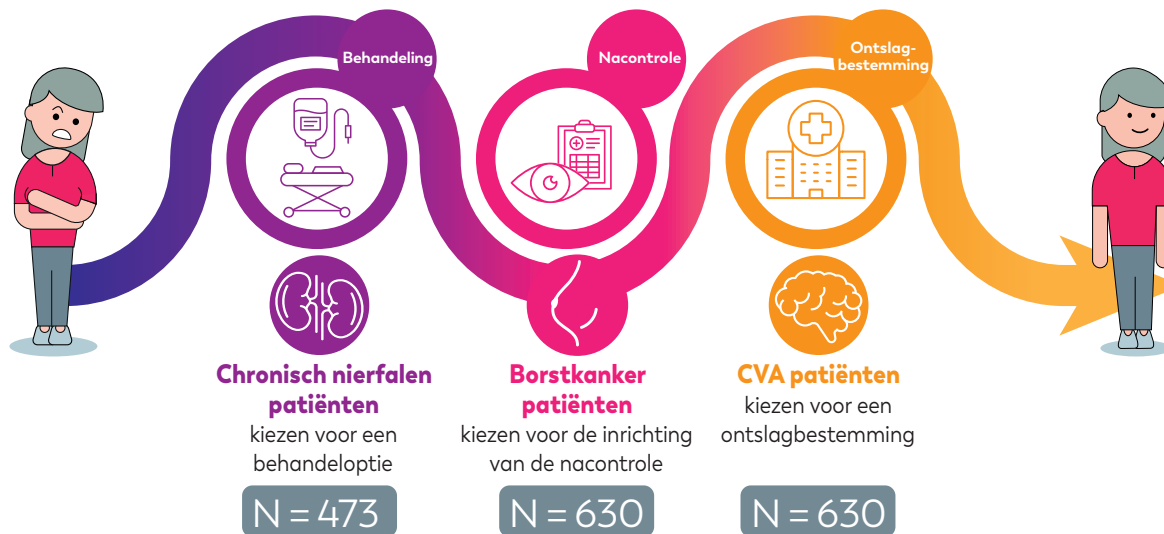 Behandeling
Nacontrole
Ontslag-
bestemming
Chronisch nierfalen
patiënten
kiezen voor een
behandeloptie
N = 473
Borstkanker
patiënten
kiezen voor de inrichting
van de nacontrole
N = 630
CVA patiënten
kiezen voor een
ontslagbestemming
N = 630